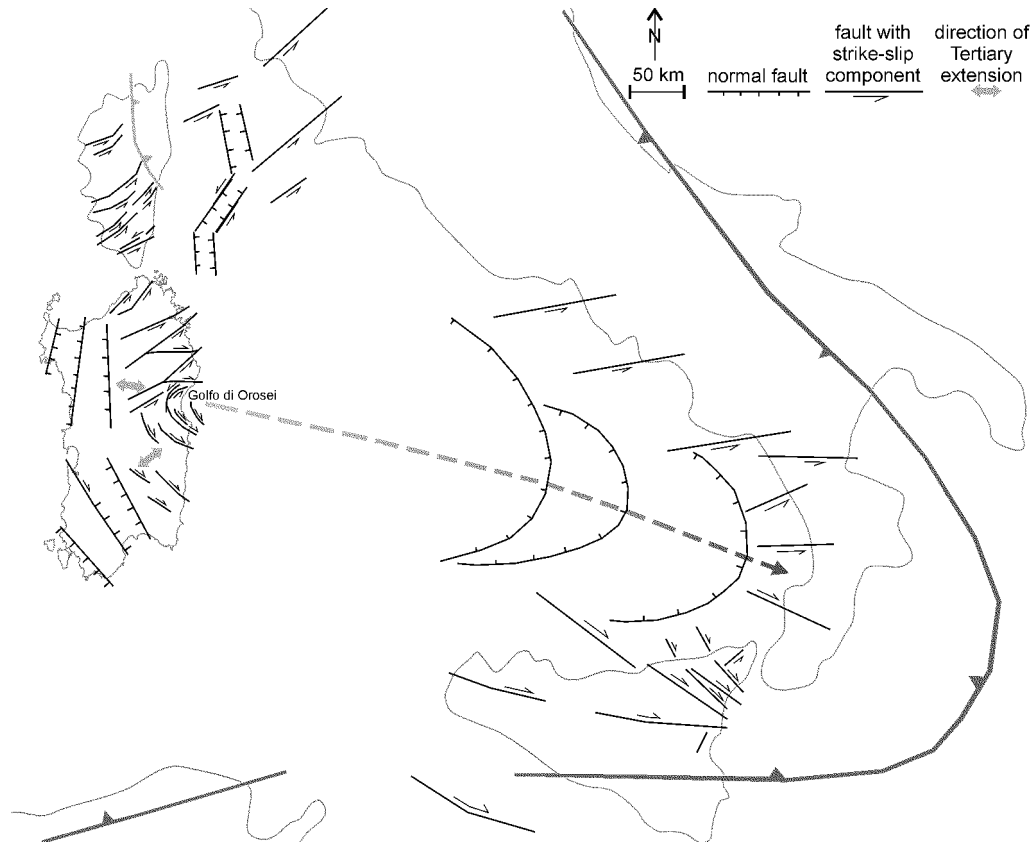 N
50 km
normal fault
fault with
strike-slip
component
direction of
Tertiary
extension
Golfo di Orosei